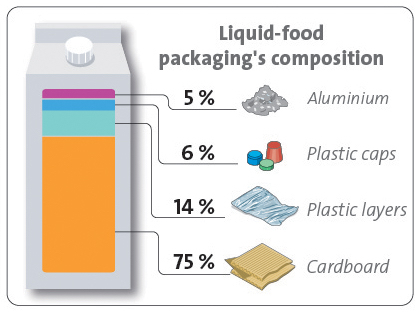 Liquid-food
packaging's composition
5 % Aluminium
6 % Plastic caps
14 % Plastic layers
75 % Cardboard